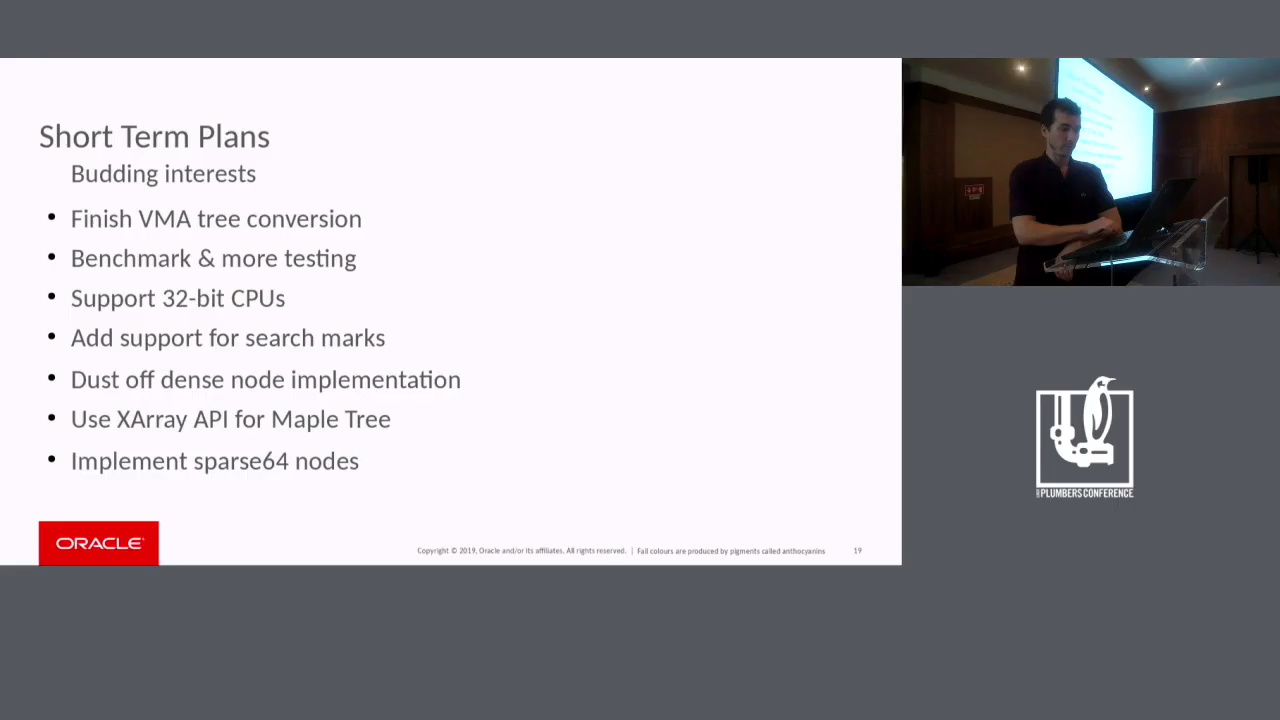 Short Term Plans
Budding interests
• Finish VMA tree conversion
• Benchmark & more testing
• Support 32-bit CPUs
• Add support for search marks
• Dust off dense node implementation
• Use XArray API for Maple Tree
• Implement sparse64 nodes
ORACLE
Copyright © 2019, Oracle and/or its affiliates. All rights reserved. | Fall colours are produced by pigments called anthocyanins 19
PLUMBERS CONFERENCE